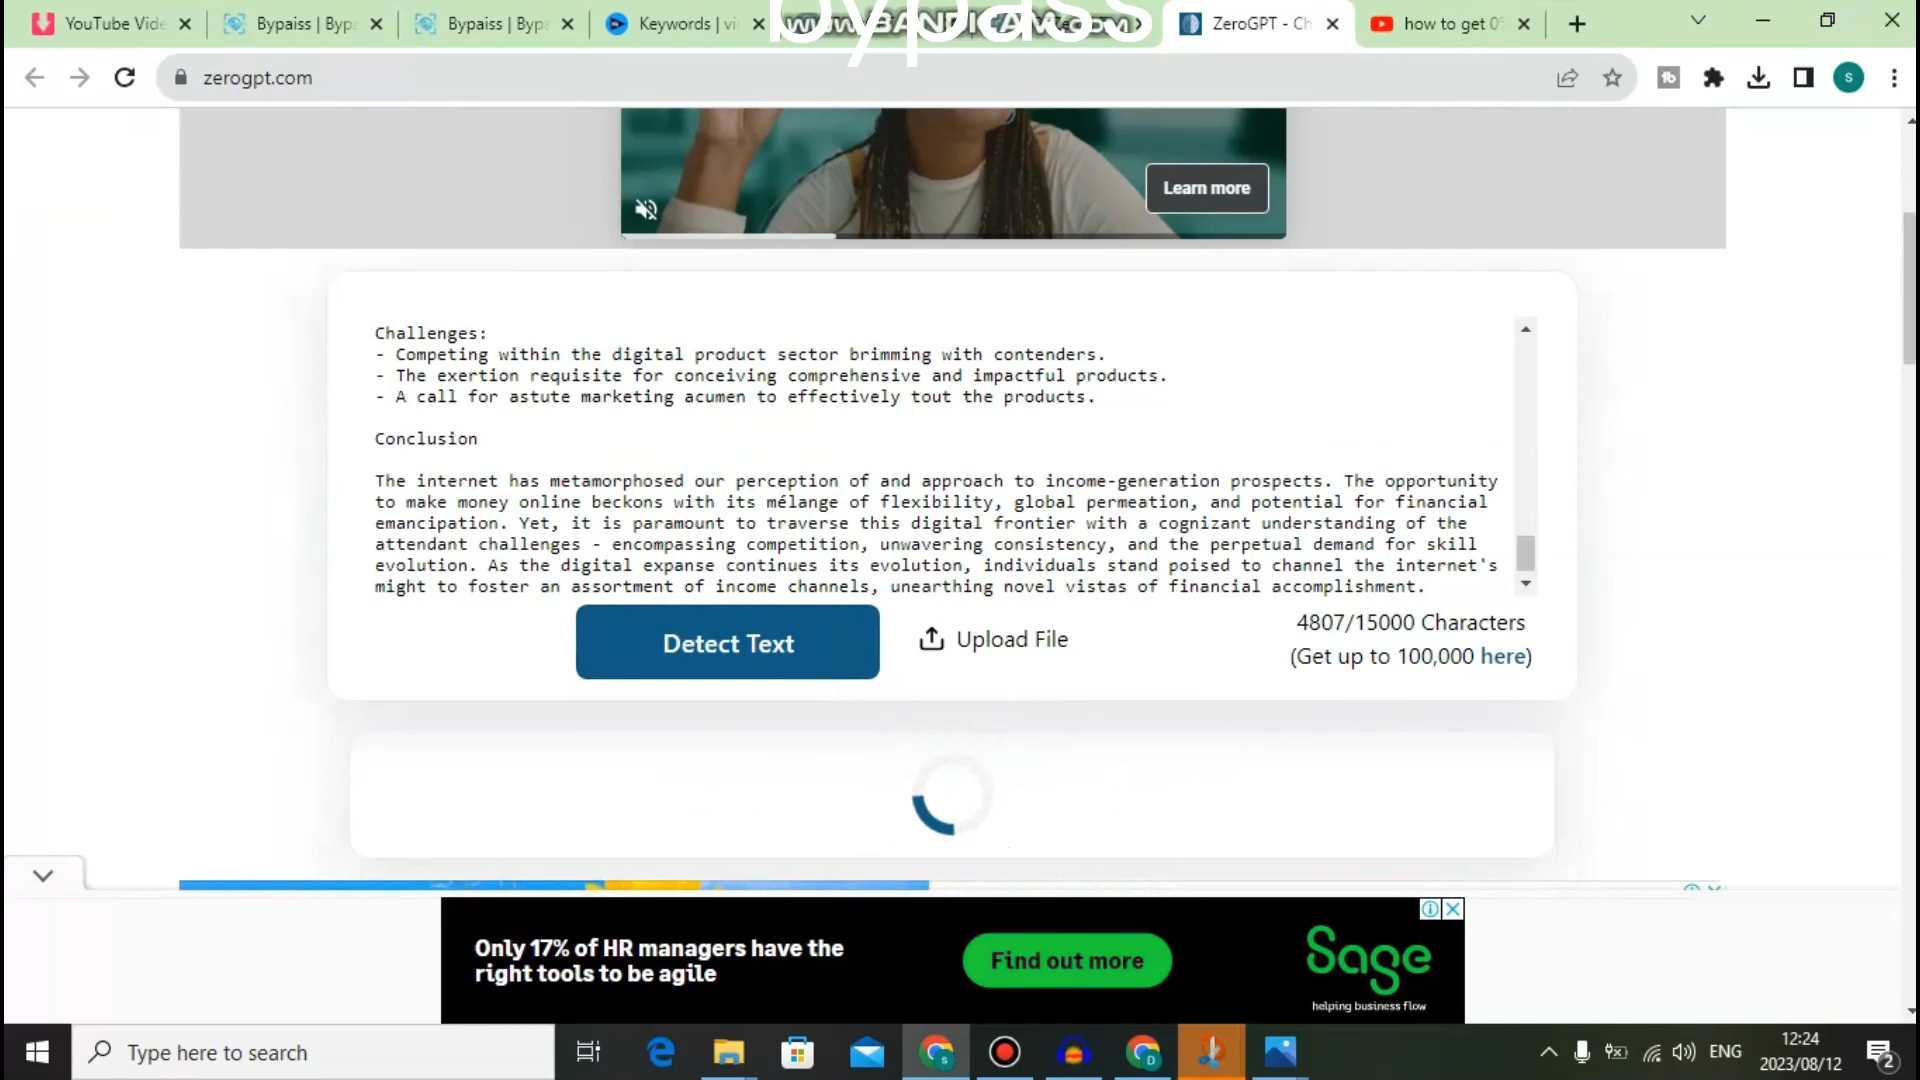 bypass
YouTube Vide
Bypaiss | Byp
Bypaiss | Byp
Keywords | vi
www.BANDICAM.com
ZeroGPT - Ch
how to get 0
zerogpt.com
S
Learn more
Challenges:
- Competing within the digital product sector brimming with contenders.
- The exertion requisite for conceiving comprehensive and impactful products.
- A call for astute marketing acumen to effectively tout the products.
Conclusion
The internet has metamorphosed our perception of and approach to income-generation prospects. The opportunity
to make money online beckons with its mélange of flexibility, global permeation, and potential for financial
emancipation. Yet, it is paramount to traverse this digital frontier with a cognizant understanding of the
attendant challenges - encompassing competition, unwavering consistency, and the perpetual demand for skill
evolution. As the digital expanse continues its evolution, individuals stand poised to channel the internet's
might to foster an assortment of income channels, unearthing novel vistas of financial accomplishment.
Detect Text
Upload File
4807/15000 Characters
(Get up to 100,000 here)
Only 17% of HR managers have the
right tools to be agile
Find out more
Sage
helping business flow
Type here to search
ENG
12:24
2023/08/12
2